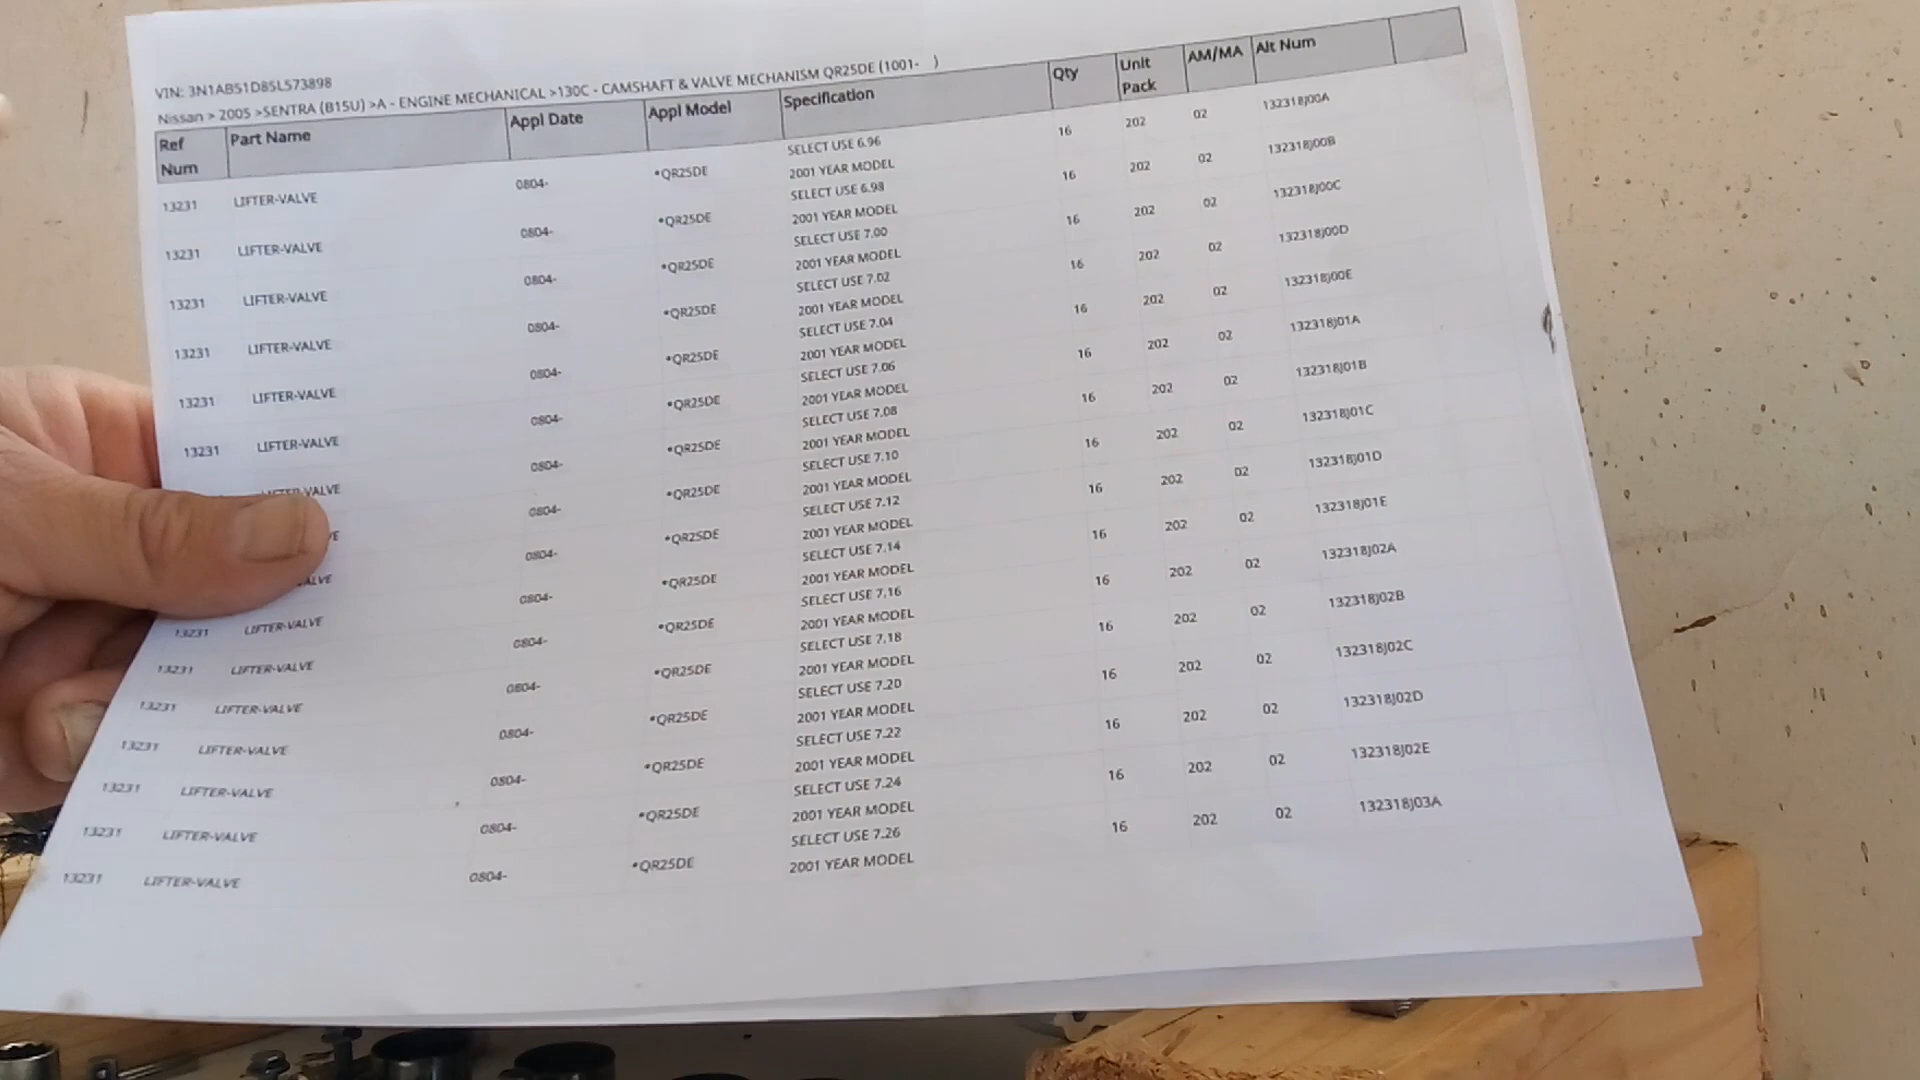 VIN: 3N1AB51D85L573898
Nissan > 2005 >SENTRA (B15U) >A - ENGINE MECHANICAL >130C - CAMSHAFT & VALVE MECHANISM QR25DE (1001- )
Ref Num Part Name Appl Date Appl Model Specification Qty Unit Pack AM/MA Alt Num
13231 LIFTER-VALVE 0804- *QR25DE SELECT USE 6.96 16 202 02 132318J00A
2001 YEAR MODEL
13231 LIFTER-VALVE 0804- *QR25DE SELECT USE 6.98 16 202 02 132318J00B
2001 YEAR MODEL
13231 LIFTER-VALVE 0804- *QR25DE SELECT USE 7.00 16 202 02 132318J00C
2001 YEAR MODEL
13231 LIFTER-VALVE 0804- *QR25DE SELECT USE 7.02 16 202 02 132318J00D
2001 YEAR MODEL
13231 LIFTER-VALVE 0804- *QR25DE SELECT USE 7.04 16 202 02 132318J00E
2001 YEAR MODEL
13231 LIFTER-VALVE 0804- *QR25DE SELECT USE 7.06 16 202 02 132318J01A
2001 YEAR MODEL
LIFTER-VALVE 0804- *QR25DE SELECT USE 7.08 16 202 02 132318J01B
2001 YEAR MODEL
0804- *QR25DE SELECT USE 7.10 16 202 02 132318J01C
2001 YEAR MODEL
0804- *QR25DE SELECT USE 7.12 16 202 02 132318J01D
2001 YEAR MODEL
13231 LIFTER-VALVE 0804- *QR25DE SELECT USE 7.14 16 202 02 132318J01E
2001 YEAR MODEL
13231 LIFTER-VALVE 0804- *QR25DE SELECT USE 7.16 16 202 02 132318J02A
2001 YEAR MODEL
13231 LIFTER-VALVE 0804- *QR25DE SELECT USE 7.18 16 202 02 132318J02B
2001 YEAR MODEL
13231 LIFTER-VALVE 0804- *QR25DE SELECT USE 7.20 16 202 02 132318J02C
2001 YEAR MODEL
13231 LIFTER-VALVE 0804- *QR25DE SELECT USE 7.22 16 202 02 132318J02D
2001 YEAR MODEL
13231 LIFTER-VALVE 0804- *QR25DE SELECT USE 7.24 16 202 02 132318J02E
2001 YEAR MODEL
13231 LIFTER-VALVE 0804- *QR25DE SELECT USE 7.26 16 202 02 132318J03A
2001 YEAR MODEL